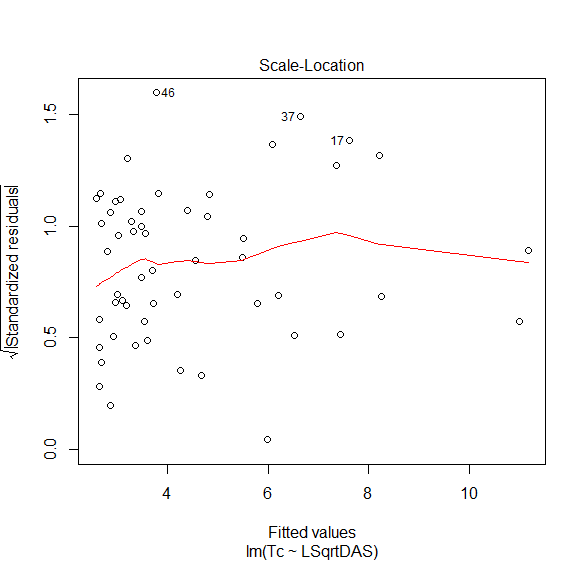 Scale-Location
46
37
17
1.5
1.0
0.5
0.0
√|Standardized residuals|
4 6 8 10
Fitted values
lm(Tc ~ LSqrtDAS)